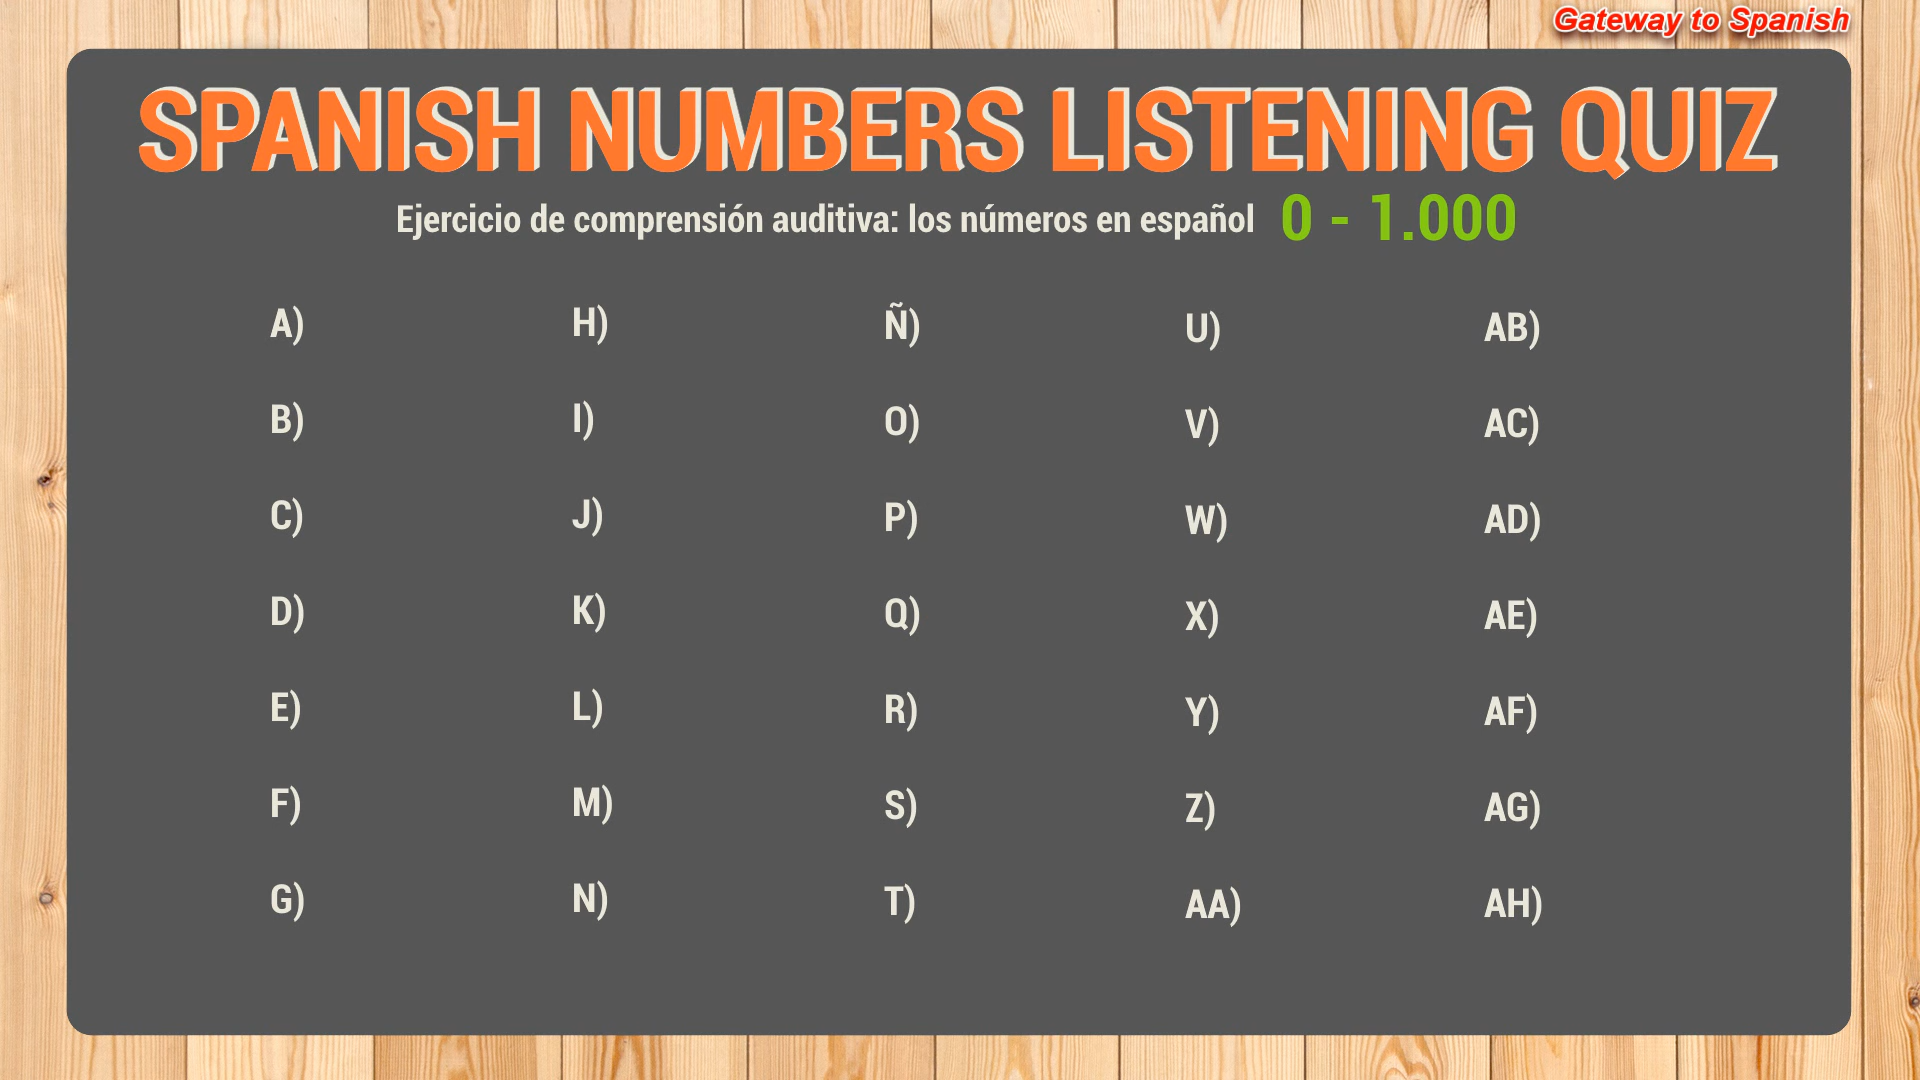 Gateway to Spanish
SPANISH NUMBERS LISTENING QUIZ
Ejercicio de comprensión auditiva: los números en español 0 - 1.000
A)
B)
C)
D)
E)
F)
G)
H)
I)
J)
K)
L)
M)
N)
Ñ)
O)
P)
Q)
R)
S)
T)
U)
V)
W)
X)
Y)
Z)
AA)
AB)
AC)
AD)
AE)
AF)
AG)
AH)